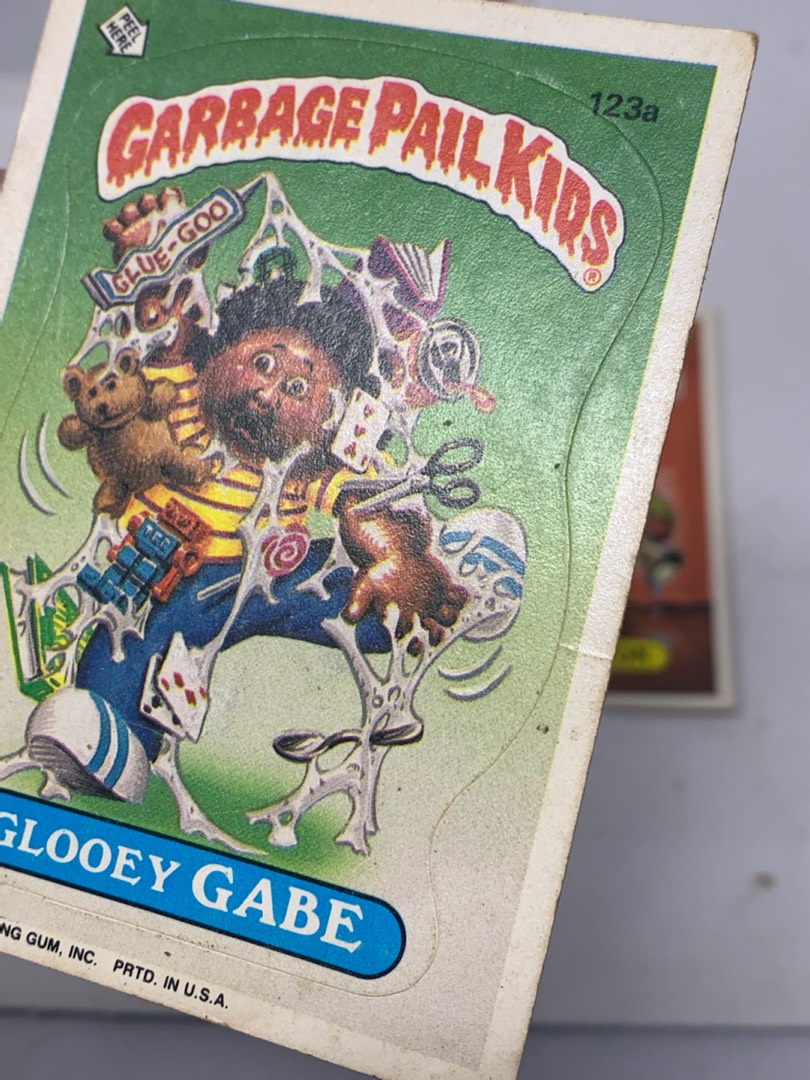 PEEL
HERE
123a
GARBAGE PAIL KIDS
®
GLUE-GOO
GLOOEY GABE
NG GUM, INC. PRTD. IN U.S.A.